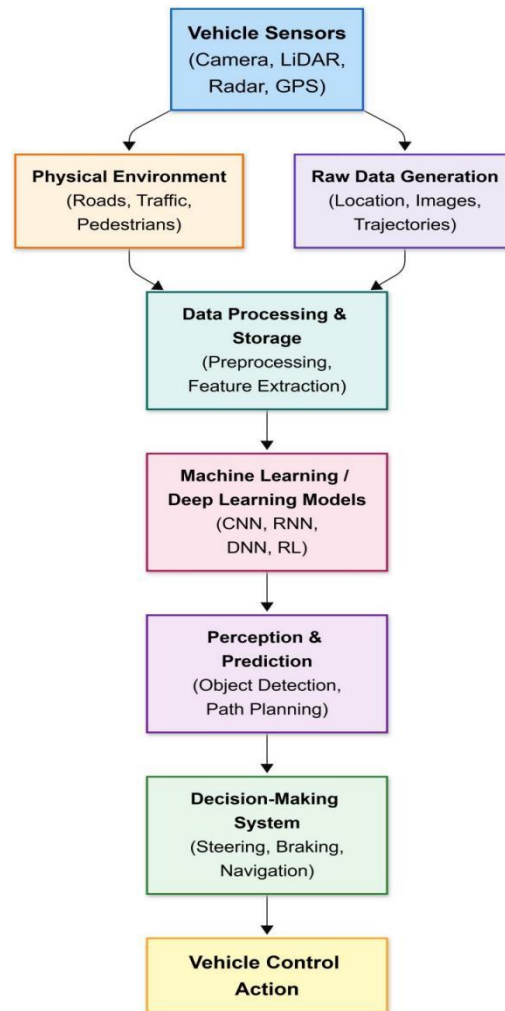 Vehicle Sensors
(Camera, LiDAR,
Radar, GPS)
Physical Environment
(Roads, Traffic,
Pedestrians)
Raw Data Generation
(Location, Images,
Trajectories)
Data Processing &
Storage
(Preprocessing,
Feature Extraction)
Machine Learning /
Deep Learning Models
(CNN, RNN,
DNN, RL)
Perception &
Prediction
(Object Detection,
Path Planning)
Decision-Making
System
(Steering, Braking,
Navigation)
Vehicle Control
Action